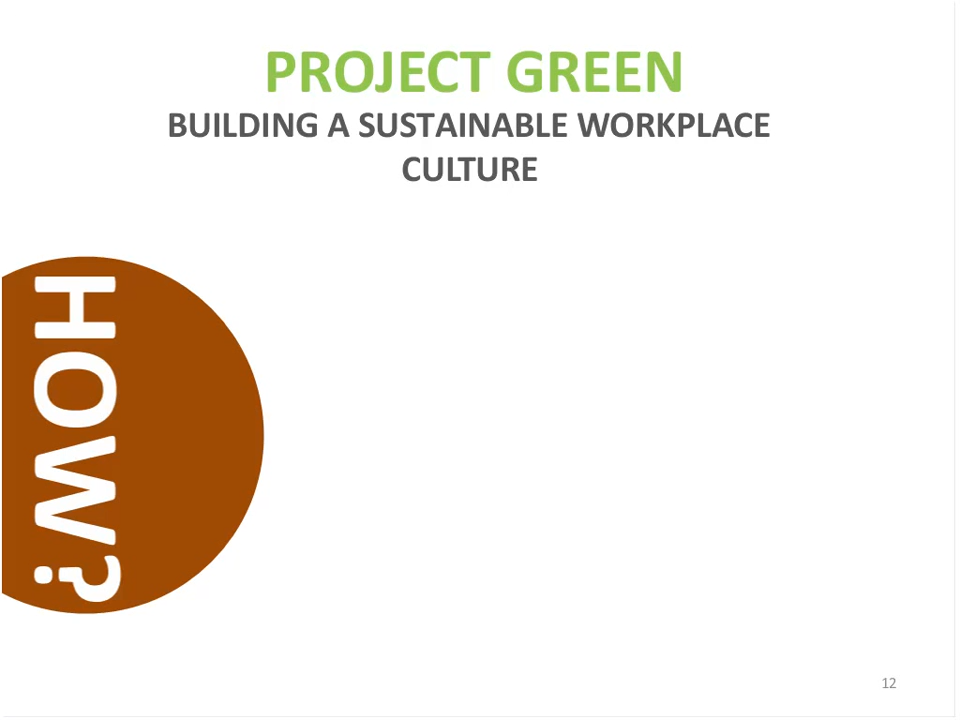 PROJECT GREEN
BUILDING A SUSTAINABLE WORKPLACE
CULTURE
HOW?
12